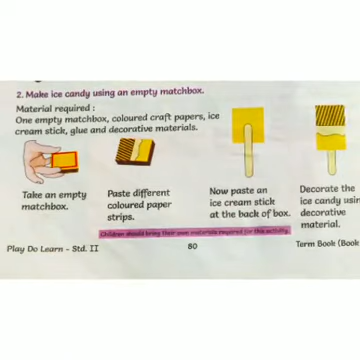 2. Make ice candy using an empty matchbox.
Material required :
One empty matchbox, coloured craft papers, ice
cream stick, glue and decorative materials.
Take an empty
matchbox.
Paste different
coloured paper
strips.
Now paste an
ice cream stick
at the back of box.
Decorate the
ice candy usin
decorative
material.
Children should bring their own materials required for this activity.
Play Do Learn - Std. II
80
Term Book (Book